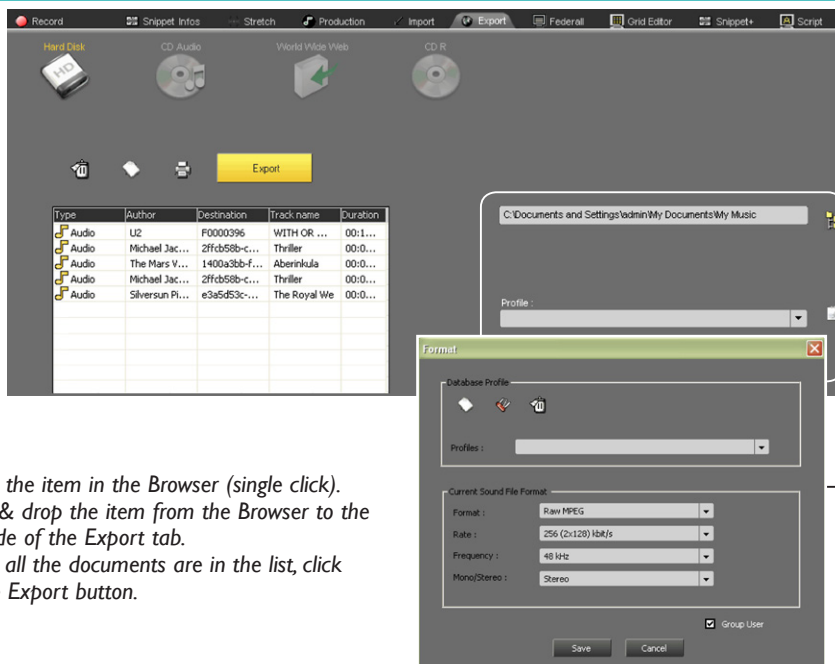 Record Snippet Infos Stretch Production Import Export Federall Grid Editor Snippet+ Script
Hard Disk CD Audio World Wide Web CD R
HD
Export
Type Author Destination Track name Duration
Audio U2 F0000396 WITH OR ... 00:1...
Audio Michael Jac... 2ffcb58b-c... Thriller 00:0...
Audio The Mars V... 1400a3bb-f... Aberinkula 00:0...
Audio Michael Jac... 2ffcb58b-c... Thriller 00:0...
Audio Silversun Pi... e3a5d53c-... The Royal We 00:0...
C:\Documents and Settings\admin\My Documents\My Music
Profile :
Format
Database Profile
Profiles :
Current Sound File Format
Format : Raw MPEG
Rate : 256 (2x128) kbit/s
Frequency : 48 kHz
Mono/Stereo : Stereo
Group User
Save Cancel
the item in the Browser (single click).
& drop the item from the Browser to the
de of the Export tab.
all the documents are in the list, click
Export button.